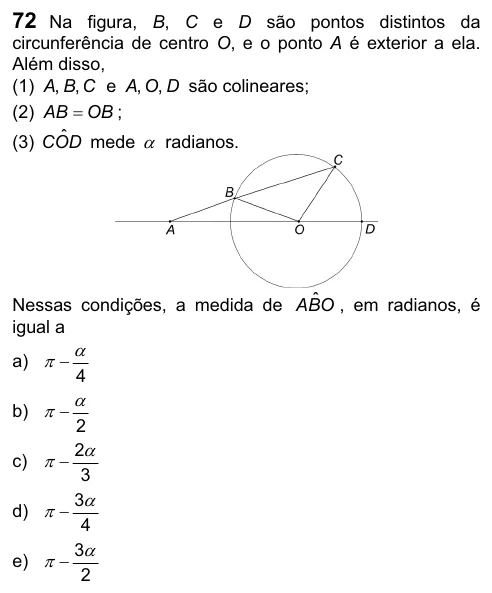 72 Na figura, B, C e D são pontos distintos da
circunferência de centro O, e o ponto A é exterior a ela.
Além disso,
(1) A, B, C e A, O, D são colineares;
(2) AB = OB ;
(3) CÔD mede α radianos.
C
B
A
O
D
Nessas condições, a medida de AB̂O , em radianos, é
igual a
a) π − α/4
b) π − α/2
c) π − 2α/3
d) π − 3α/4
e) π − 3α/2